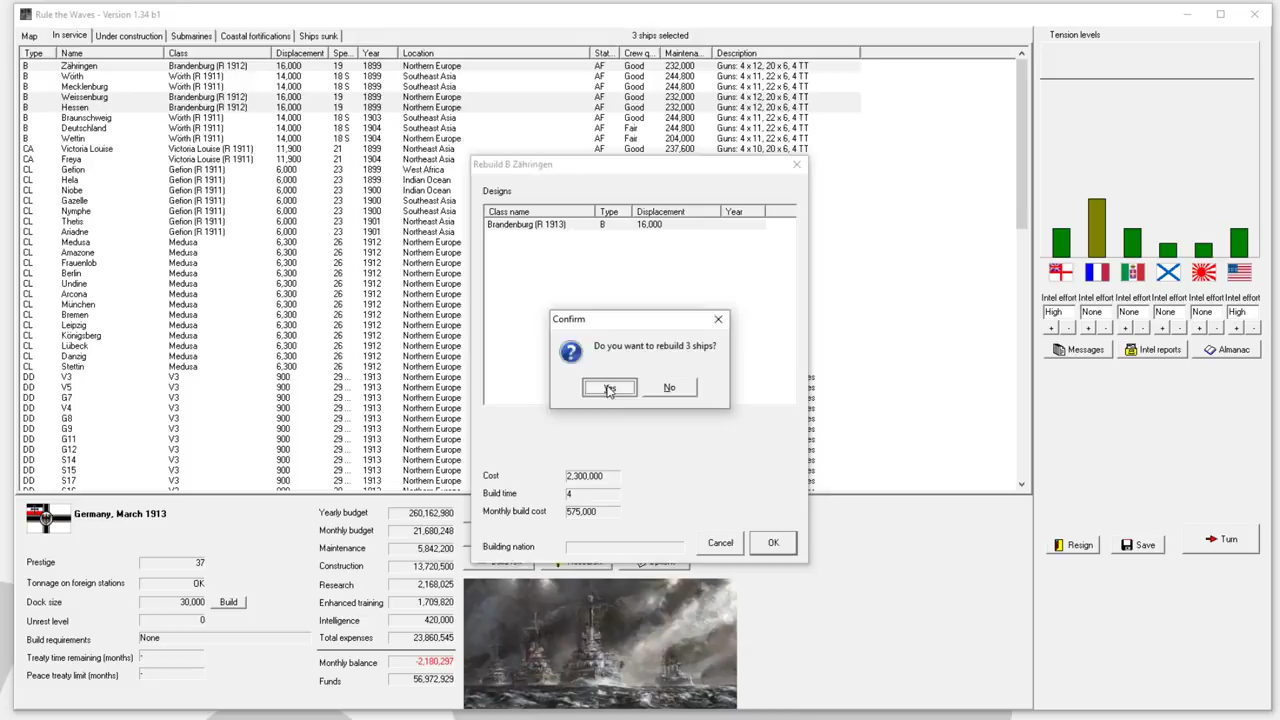 Rule the Waves - Version 1.34 b1
Map In service Under construction Submarines Coastal fortifications Ships sunk 3 ships selected Tension levels
Type Name Class Displacement Spe... Year Location Stat... Crew q... Maintena... Description
B Zähringen Brandenburg (R 1912) 16,000 19 1899 Northern Europe AF Good 232,000 Guns: 4 x 12, 20 x 6, 4 TT
B Wörth Wörth (R 1911) 14,000 18 S 1899 Southeast Asia AF Good 244,800 Guns: 4 x 11, 22 x 6, 4 TT
B Mecklenburg Wörth (R 1911) 14,000 18 S 1899 Southeast Asia AF Good 244,800 Guns: 4 x 11, 22 x 6, 4 TT
B Weissenburg Brandenburg (R 1912) 16,000 19 1899 Northern Europe AF Good 232,000 Guns: 4 x 12, 20 x 6, 4 TT
B Hessen Brandenburg (R 1912) 16,000 19 1899 Northern Europe AF Good 232,000 Guns: 4 x 12, 20 x 6, 4 TT
B Braunschweig Wörth (R 1911) 14,000 18 S 1903 Southeast Asia AF Good 244,800 Guns: 4 x 11, 22 x 6, 4 TT
B Deutschland Wörth (R 1911) 14,000 18 S 1904 Southeast Asia AF Fair 244,800 Guns: 4 x 11, 22 x 6, 4 TT
B Wettin Wörth (R 1911) 14,000 18 S 1904 Northern Europe AF Fair 204,000 Guns: 4 x 11, 22 x 6, 4 TT
CA Victoria Louise Victoria Louise (R 1911) 11,900 21 1899 Northeast Asia AF Good 237,600 Guns: 4 x 10, 20 x 6, 4 TT
CA Freya Victoria Louise (R 1911) 11,900 21 1904 Northeast Asia
CL Gefion Gefion (R 1911) 6,000 23 1899 West Africa
CL Hela Gefion (R 1911) 6,000 23 1899 Indian Ocean
CL Niobe Gefion (R 1911) 6,000 23 1900 Indian Ocean
CL Gazelle Gefion (R 1911) 6,000 23 1900 Southeast Asia
CL Nymphe Gefion (R 1911) 6,000 23 1900 Southeast Asia
CL Thetis Gefion (R 1911) 6,000 23 1901 Southeast Asia
CL Ariadne Gefion (R 1911) 6,000 23 1901 Northeast Asia
CL Medusa Medusa 6,300 26 1912 Northern Europe
CL Amazone Medusa 6,300 26 1912 Northern Europe
CL Frauenlob Medusa 6,300 26 1912 Northern Europe
CL Berlin Medusa 6,300 26 1912 Northern Europe
CL Undine Medusa 6,300 26 1912 Northern Europe
CL Arcona Medusa 6,300 26 1912 Northern Europe
CL München Medusa 6,300 26 1912 Northern Europe
CL Bremen Medusa 6,300 26 1912 Northern Europe
CL Leipzig Medusa 6,300 26 1912 Northern Europe
CL Königsberg Medusa 6,300 26 1912 Northern Europe
CL Lübeck Medusa 6,300 26 1912 Northern Europe
CL Danzig Medusa 6,300 26 1912 Northern Europe
CL Stettin Medusa 6,300 26 1912 Northern Europe
DD V3 V3 900 29 ... 1913 Northern Europe
DD V5 V3 900 29 ... 1913 Northern Europe
DD G7 V3 900 29 ... 1913 Northern Europe
DD V4 V3 900 29 ... 1913 Northern Europe
DD G8 V3 900 29 ... 1913 Northern Europe
DD G9 V3 900 29 ... 1913 Northern Europe
DD G11 V3 900 29 ... 1913 Northern Europe
DD G12 V3 900 29 ... 1913 Northern Europe
DD S14 V3 900 29 ... 1913 Northern Europe
DD S15 V3 900 29 ... 1913 Northern Europe
DD S17 V3 900 29 ... 1913 Northern Europe
Rebuild B Zähringen
Designs
Class name Type Displacement Year
Brandenburg (R 1913) B 16,000
Confirm
Do you want to rebuild 3 ships?
Yes No
Cost 2,300,000
Build time 4
Monthly build cost 575,000
Building nation
Cancel OK
Intel effort Intel effort Intel effort Intel effort Intel effort Intel effort
High None None None None High
+ - + - + - + - + - + -
Messages Intel reports Almanac
Resign Save Turn
Germany, March 1913
Prestige 37
Tonnage on foreign stations OK
Dock size 30,000 Build
Unrest level 0
Build requirements None
Treaty time remaining (months) -
Peace treaty limit (months) -
Yearly budget 260,162,980
Monthly budget 21,680,248
Maintenance 5,842,200
Construction 13,720,500
Research 2,168,025
Enhanced training 1,709,820
Intelligence 420,000
Total expenses 23,860,545
Monthly balance -2,180,297
Funds 56,972,929